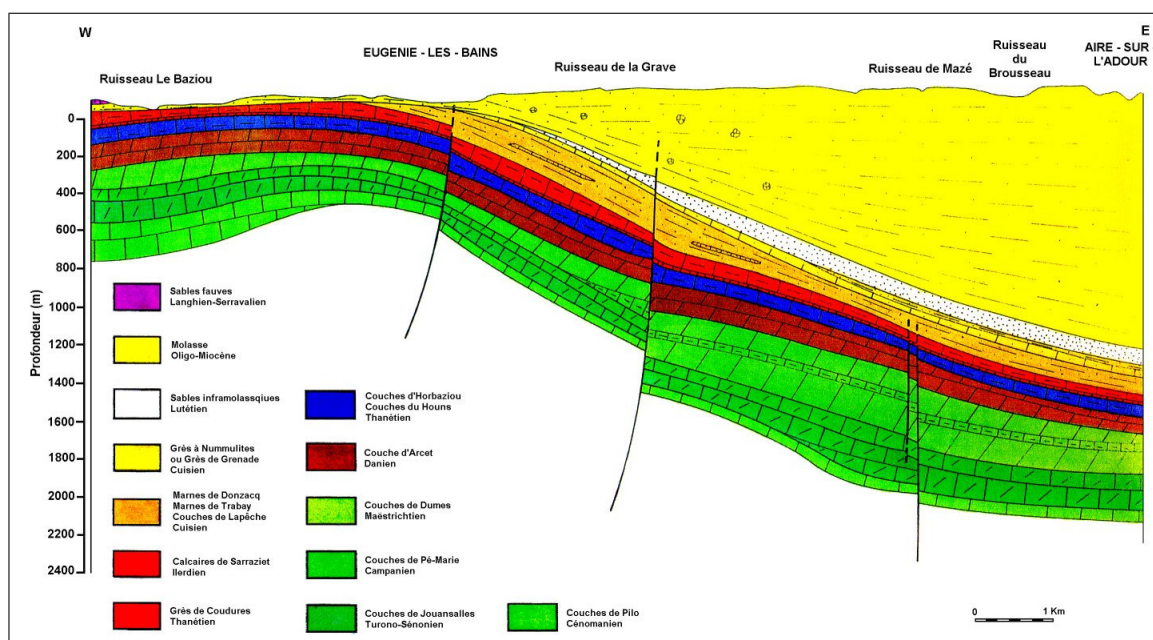 W
E
EUGENIE - LES - BAINS
Ruisseau Le Baziou
Ruisseau de la Grave
Ruisseau de Mazé
Ruisseau
du
Brousseau
AIRE - SUR
L'ADOUR
Profondeur (m)
0
200
400
600
800
1000
1200
1400
1600
1800
2000
2200
2400
Sables fauves
Langhien-Serravalien
Molasse
Oligo-Miocène
Sables inframolassqiues
Lutétien
Grès à Nummulites
ou Grès de Grenade
Cuisien
Marnes de Donzacq
Marnes de Trabay
Couches de Lapêche
Cuisien
Calcaires de Sarraziet
Ilerdien
Grès de Coudures
Thanétien
Couches d'Horbaziou
Couches du Houns
Thanétien
Couche d'Arcet
Danien
Couches de Dumes
Maëstrichtien
Couches de Pé-Marie
Campanien
Couches de Jouansalles
Turono-Sénonien
Couches de Pilo
Cénomanien
0 1 Km